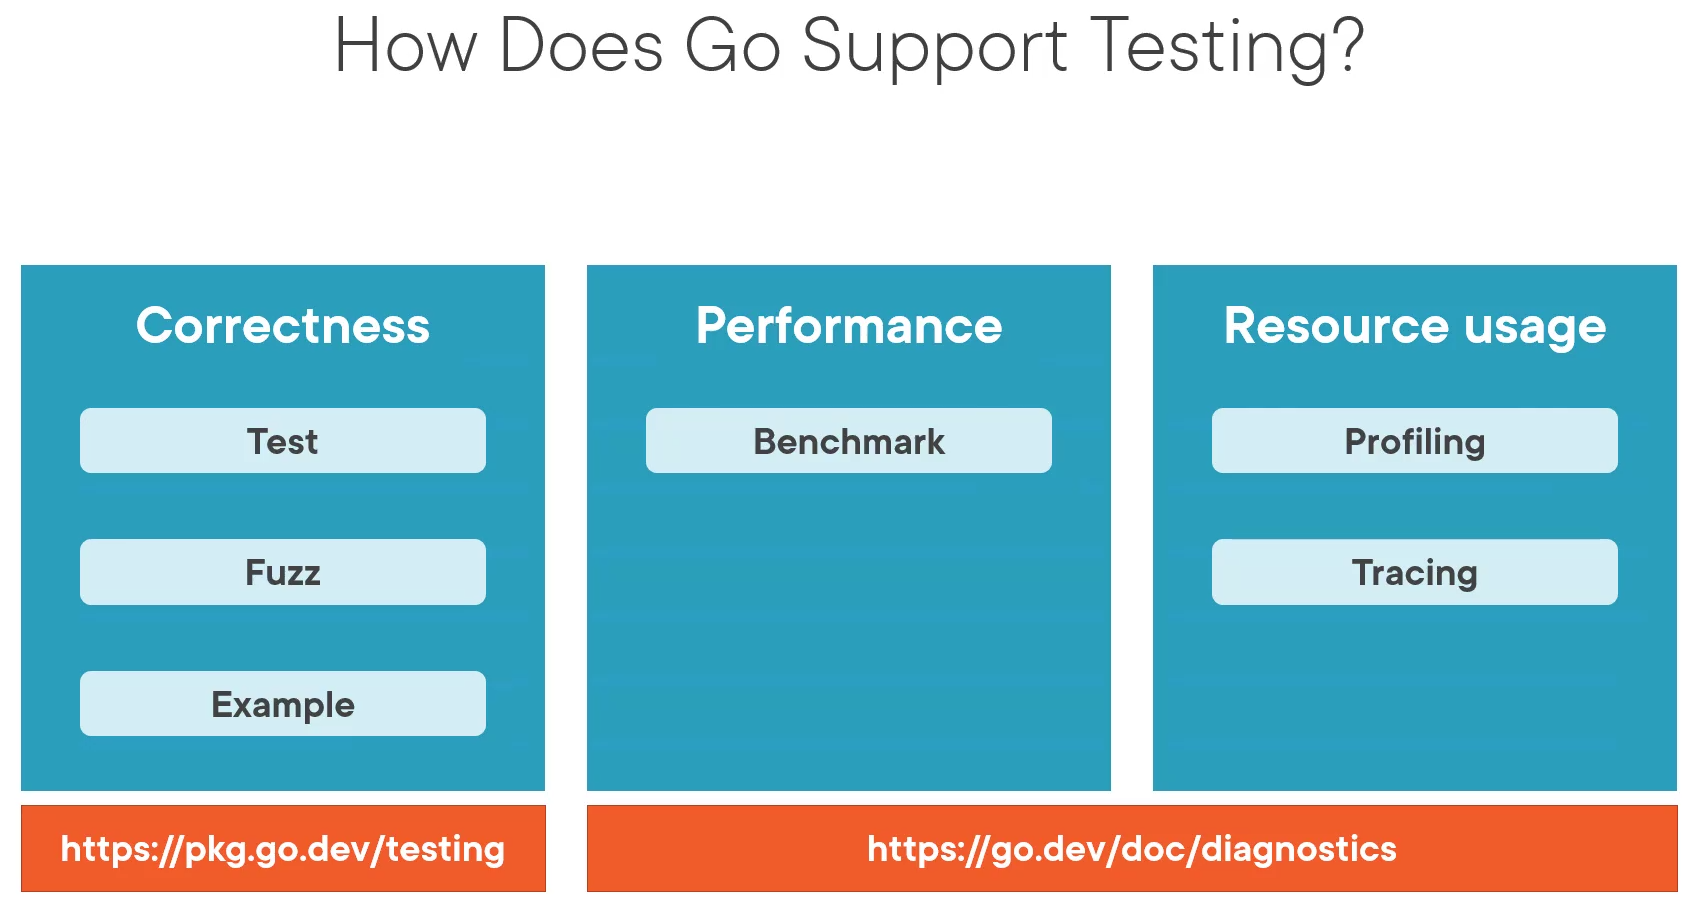 How Does Go Support Testing?
Correctness
Test
Fuzz
Example
https://pkg.go.dev/testing
Performance
Benchmark
Resource usage
Profiling
Tracing
https://go.dev/doc/diagnostics